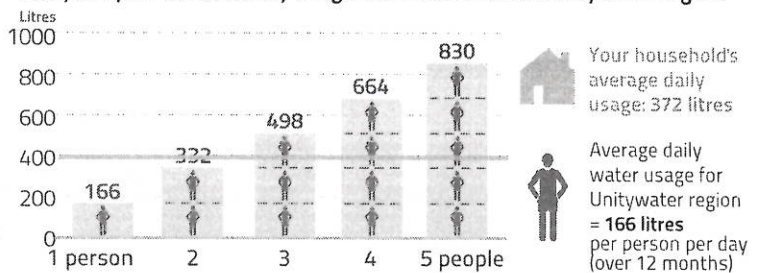 Litres
1000
800
600
400
200
0
166
332
498
664
830
1 person
2
3
4
5 people
Your household's
average daily
usage: 372 litres
Average daily
water usage for
Unitywater region
= 166 litres
per person per day
(over 12 months)